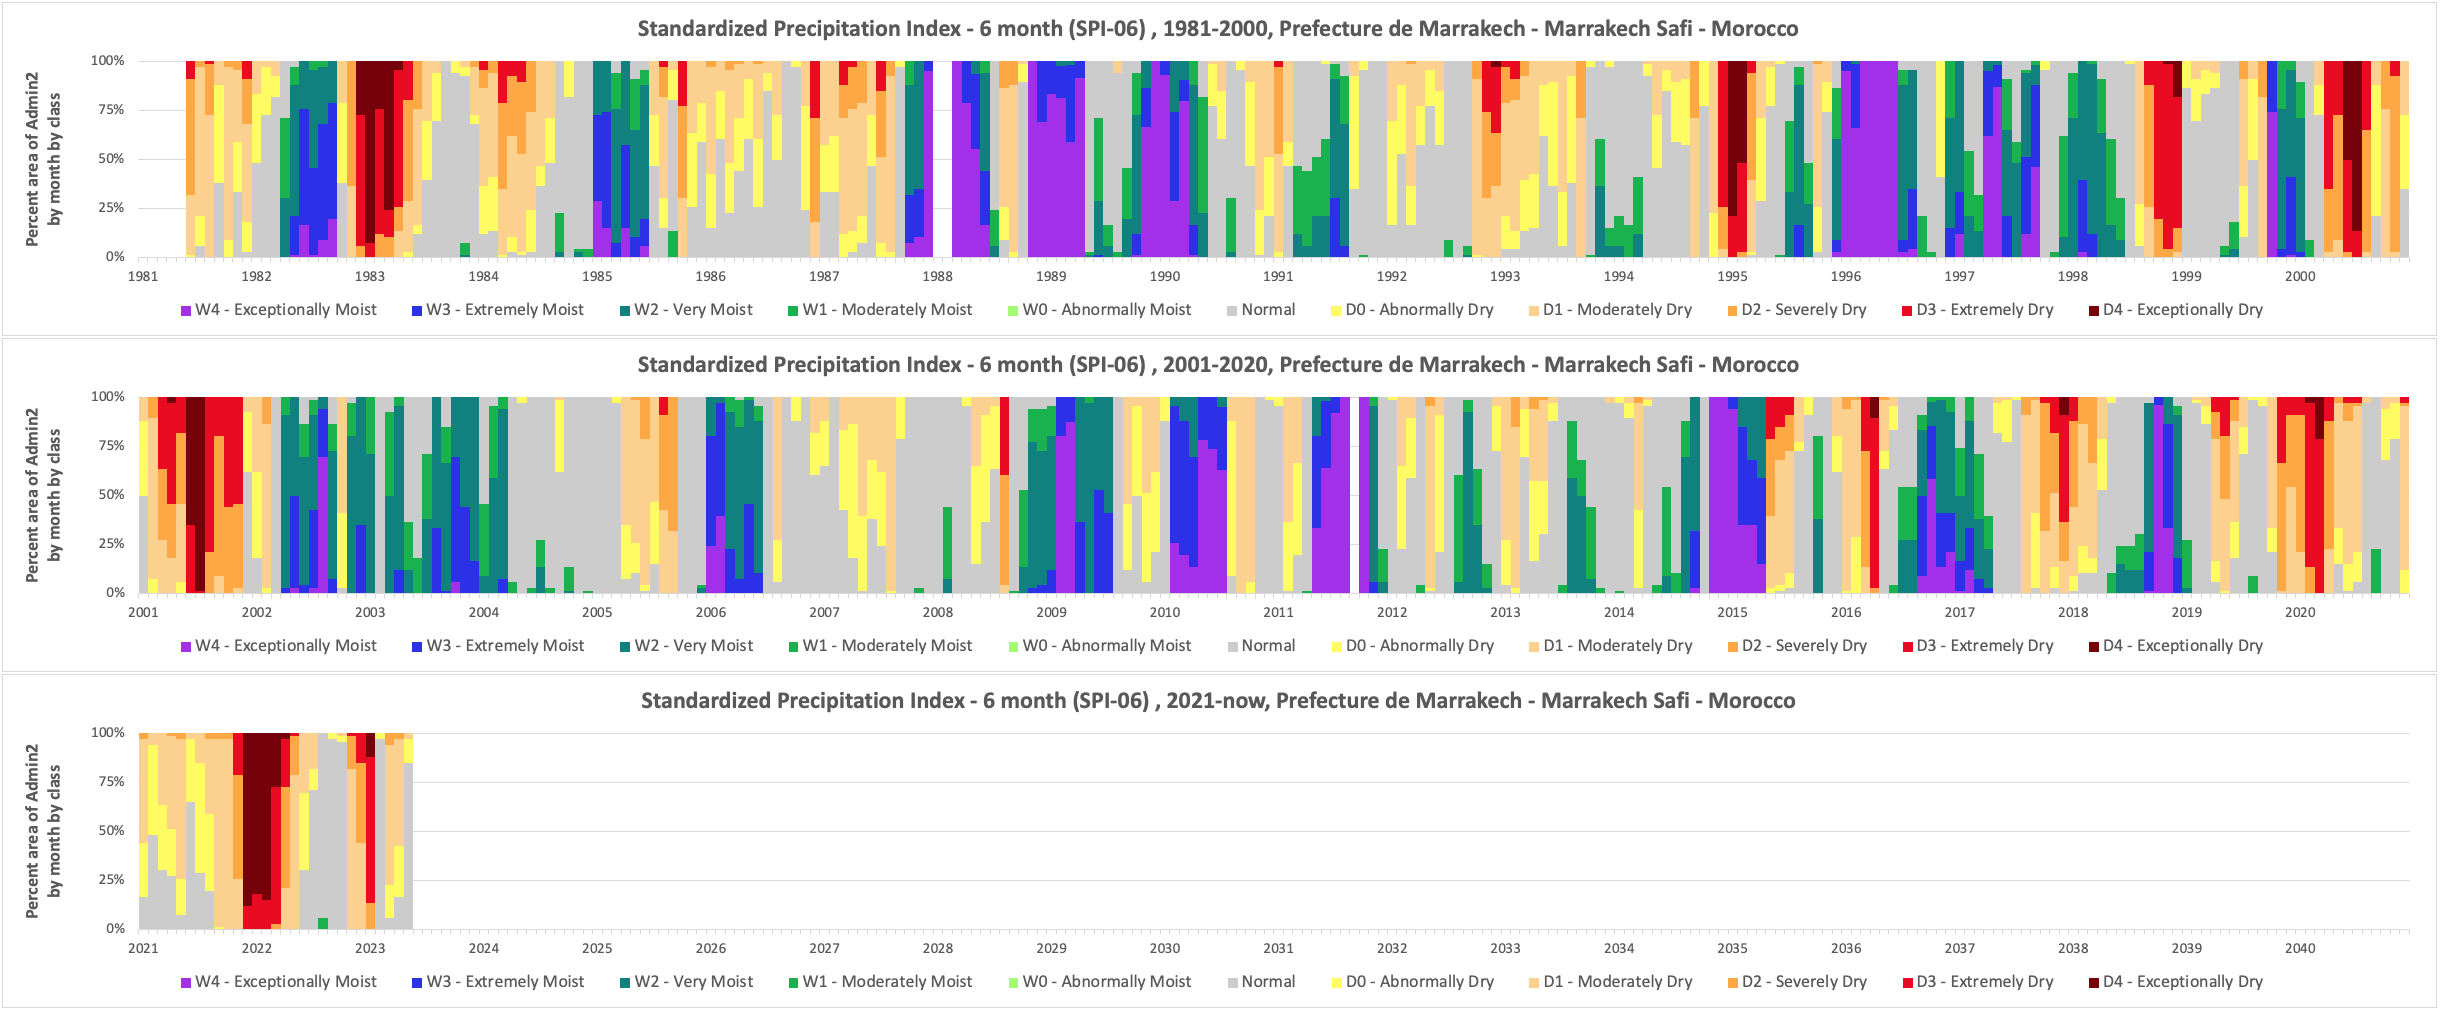 Standardized Precipitation Index - 6 month (SPI-06) , 1981-2000, Prefecture de Marrakech - Marrakech Safi - Morocco
Percent area of Admin2
by month by class
100%
75%
50%
25%
0%
1981 1982 1983 1984 1985 1986 1987 1988 1989 1990 1991 1992 1993 1994 1995 1996 1997 1998 1999 2000
W4 - Exceptionally Moist W3 - Extremely Moist W2 - Very Moist W1 - Moderately Moist W0 - Abnormally Moist Normal D0 - Abnormally Dry D1 - Moderately Dry D2 - Severely Dry D3 - Extremely Dry D4 - Exceptionally Dry
Standardized Precipitation Index - 6 month (SPI-06) , 2001-2020, Prefecture de Marrakech - Marrakech Safi - Morocco
Percent area of Admin2
by month by class
100%
75%
50%
25%
0%
2001 2002 2003 2004 2005 2006 2007 2008 2009 2010 2011 2012 2013 2014 2015 2016 2017 2018 2019 2020
W4 - Exceptionally Moist W3 - Extremely Moist W2 - Very Moist W1 - Moderately Moist W0 - Abnormally Moist Normal D0 - Abnormally Dry D1 - Moderately Dry D2 - Severely Dry D3 - Extremely Dry D4 - Exceptionally Dry
Standardized Precipitation Index - 6 month (SPI-06) , 2021-now, Prefecture de Marrakech - Marrakech Safi - Morocco
Percent area of Admin2
by month by class
100%
75%
50%
25%
0%
2021 2022 2023 2024 2025 2026 2027 2028 2029 2030 2031 2032 2033 2034 2035 2036 2037 2038 2039 2040
W4 - Exceptionally Moist W3 - Extremely Moist W2 - Very Moist W1 - Moderately Moist W0 - Abnormally Moist Normal D0 - Abnormally Dry D1 - Moderately Dry D2 - Severely Dry D3 - Extremely Dry D4 - Exceptionally Dry